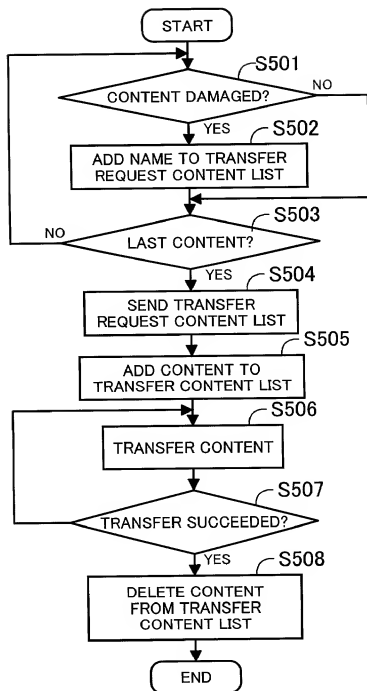 START
S501
CONTENT DAMAGED?
NO
YES
S502
ADD NAME TO TRANSFER
REQUEST CONTENT LIST
S503
NO
LAST CONTENT?
YES
S504
SEND TRANSFER
REQUEST CONTENT LIST
S505
ADD CONTENT TO
TRANSFER CONTENT LIST
S506
TRANSFER CONTENT
S507
TRANSFER SUCCEEDED?
YES
S508
DELETE CONTENT
FROM TRANSFER
CONTENT LIST
END